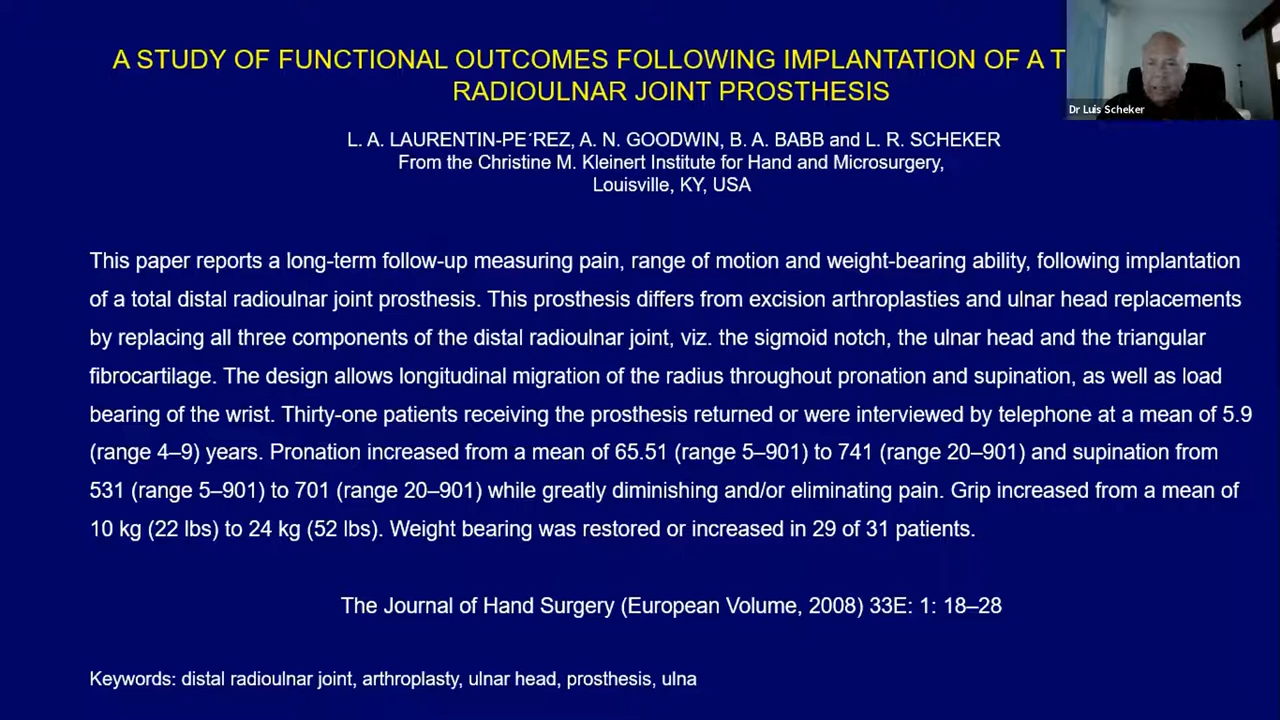 A STUDY OF FUNCTIONAL OUTCOMES FOLLOWING IMPLANTATION OF A T
RADIOULNAR JOINT PROSTHESIS
Dr Luis Scheker
L. A. LAURENTIN-PE´REZ, A. N. GOODWIN, B. A. BABB and L. R. SCHEKER
From the Christine M. Kleinert Institute for Hand and Microsurgery,
Louisville, KY, USA
This paper reports a long-term follow-up measuring pain, range of motion and weight-bearing ability, following implantation
of a total distal radioulnar joint prosthesis. This prosthesis differs from excision arthroplasties and ulnar head replacements
by replacing all three components of the distal radioulnar joint, viz. the sigmoid notch, the ulnar head and the triangular
fibrocartilage. The design allows longitudinal migration of the radius throughout pronation and supination, as well as load
bearing of the wrist. Thirty-one patients receiving the prosthesis returned or were interviewed by telephone at a mean of 5.9
(range 4–9) years. Pronation increased from a mean of 65.51 (range 5–901) to 741 (range 20–901) and supination from
531 (range 5–901) to 701 (range 20–901) while greatly diminishing and/or eliminating pain. Grip increased from a mean of
10 kg (22 lbs) to 24 kg (52 lbs). Weight bearing was restored or increased in 29 of 31 patients.
The Journal of Hand Surgery (European Volume, 2008) 33E: 1: 18–28
Keywords: distal radioulnar joint, arthroplasty, ulnar head, prosthesis, ulna